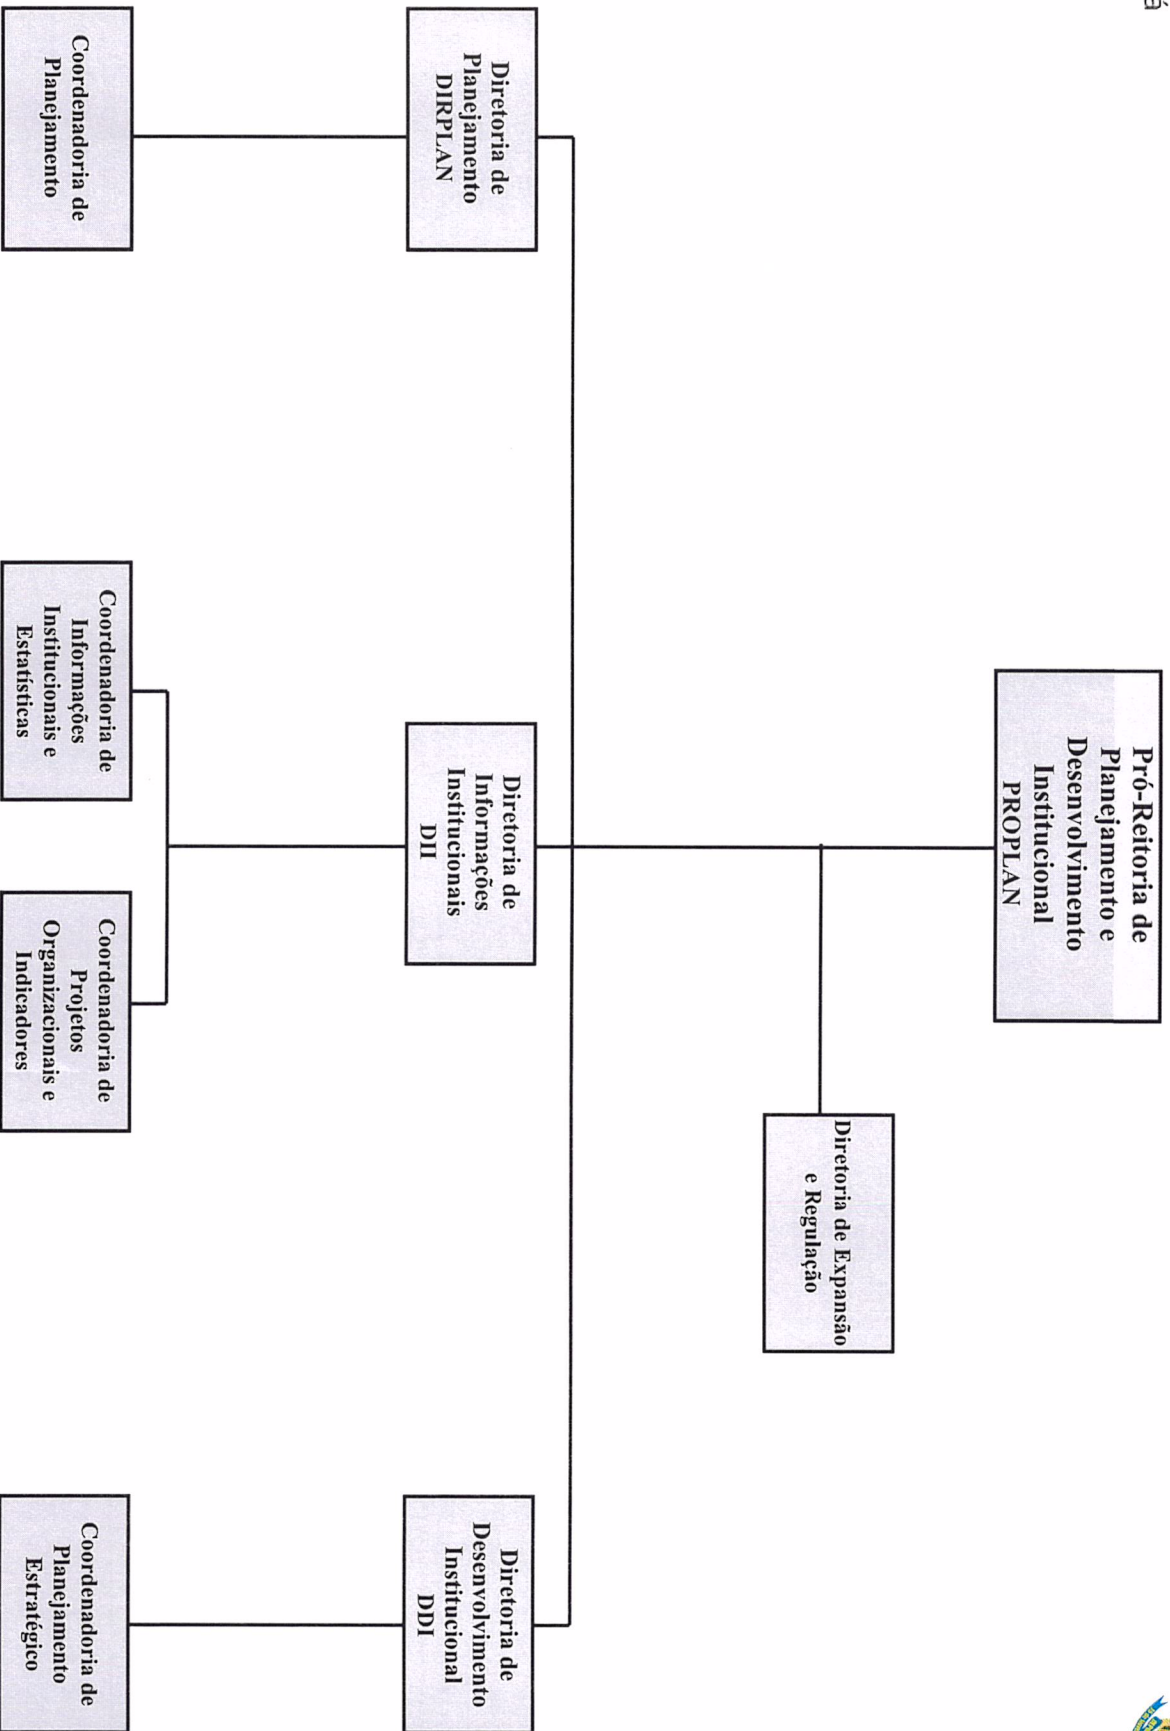 Pró-Reitoria de
Planejamento e
Desenvolvimento
Institucional
PROPLAN
Diretoria de Expansão
e Regulação
Diretoria de
Planejamento
DIRPLAN
Diretoria de
Informações
Institucionais
DII
Diretoria de
Desenvolvimento
Institucional
DDI
Coordenadoria de
Planejamento
Coordenadoria de
Informações
Institucionais e
Estatísticas
Coordenadoria de
Projetos
Organizacionais e
Indicadores
Coordenadoria de
Planejamento
Estratégico